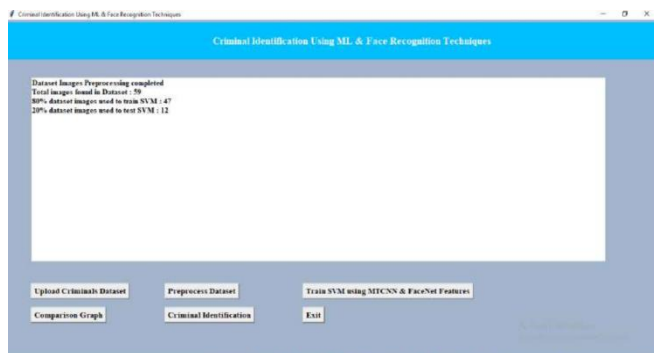 Criminal Identification Using ML & Face Recognition Techniques
Criminal Identification Using ML & Face Recognition Techniques
Dataset Images Preprocessing completed
Total images found in Dataset : 59
80% dataset images used to train SVM : 47
20% dataset images used to test SVM : 12
Upload Criminals Dataset
Preprocess Dataset
Train SVM using MTCNN & FaceNet Features
Comparison Graph
Criminal Identification
Exit